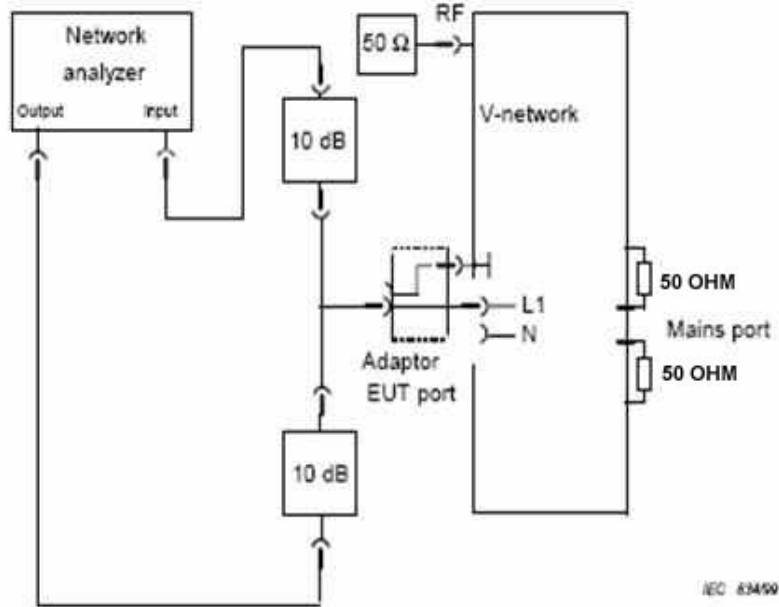 Network
analyzer
Output
Input
10 dB
50 Ω
RF
V-network
L1
N
Adaptor
EUT port
50 OHM
Mains port
50 OHM
10 dB
IEC 634/99